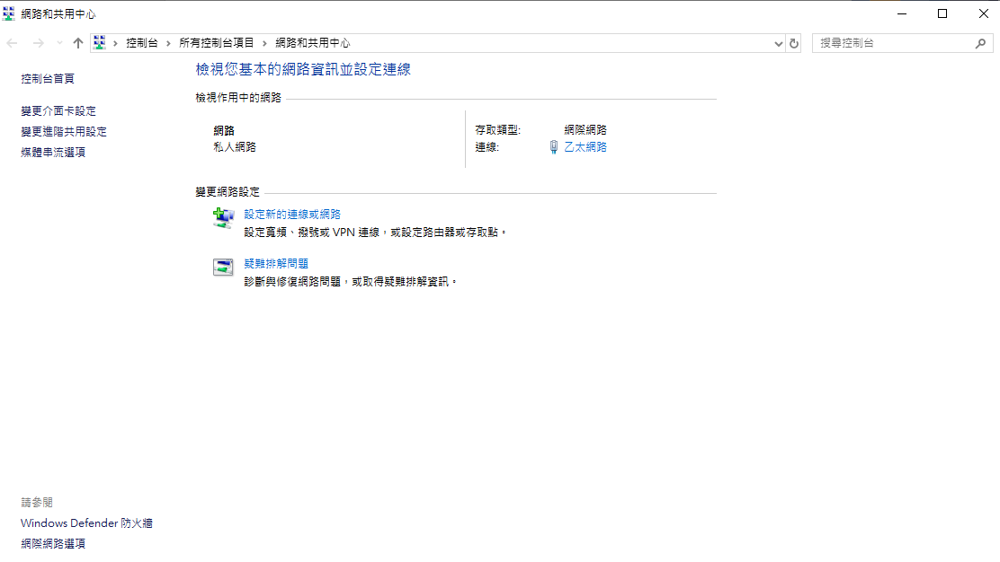 網路和共用中心
控制台 › 所有控制台項目 › 網路和共用中心
搜尋控制台
控制台首頁
變更介面卡設定
變更進階共用設定
媒體串流選項
檢視您基本的網路資訊並設定連線
檢視作用中的網路
網路
私人網路
存取類型: 網際網路
連線: 乙太網路
變更網路設定
設定新的連線或網路
設定寬頻、撥號或 VPN 連線，或設定路由器或存取點。
疑難排解問題
診斷與修復網路問題，或取得疑難排解資訊。
請參閱
Windows Defender 防火牆
網際網路選項